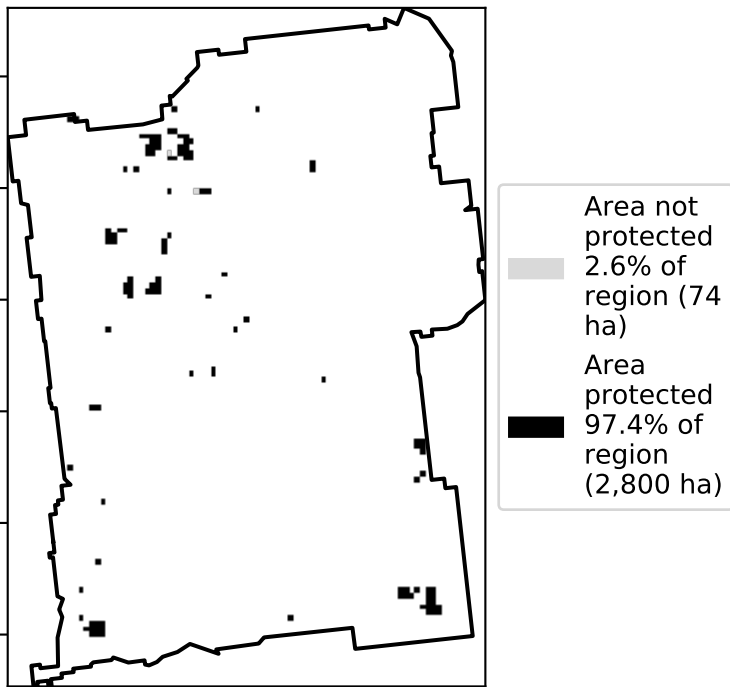 Area not
protected
2.6% of
region (74
ha)
Area
protected
97.4% of
region
(2,800 ha)